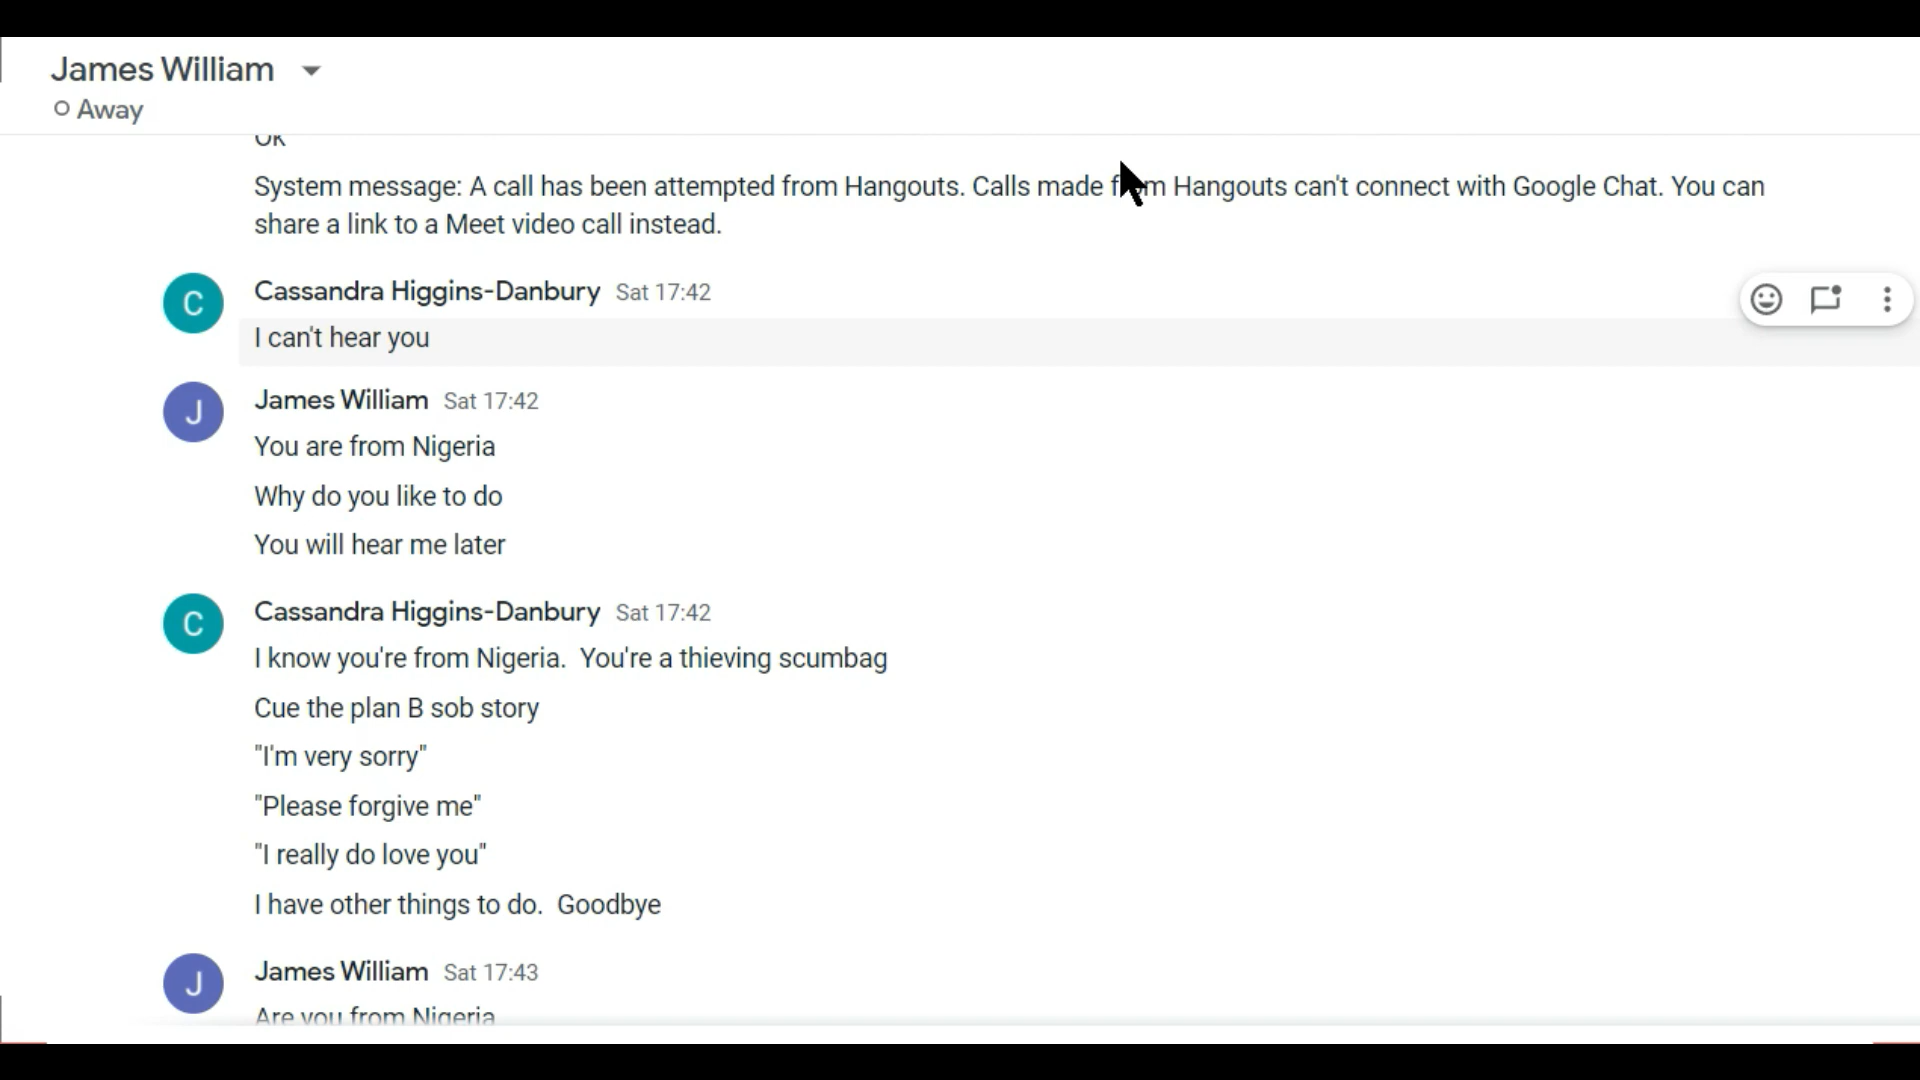 James William
Away
Ok
System message: A call has been attempted from Hangouts. Calls made from Hangouts can't connect with Google Chat. You can
share a link to a Meet video call instead.
C
Cassandra Higgins-Danbury Sat 17:42
I can't hear you
J
James William Sat 17:42
You are from Nigeria
Why do you like to do
You will hear me later
C
Cassandra Higgins-Danbury Sat 17:42
I know you're from Nigeria.  You're a thieving scumbag
Cue the plan B sob story
"I'm very sorry"
"Please forgive me"
"I really do love you"
I have other things to do.  Goodbye
J
James William Sat 17:43
Are you from Nigeria